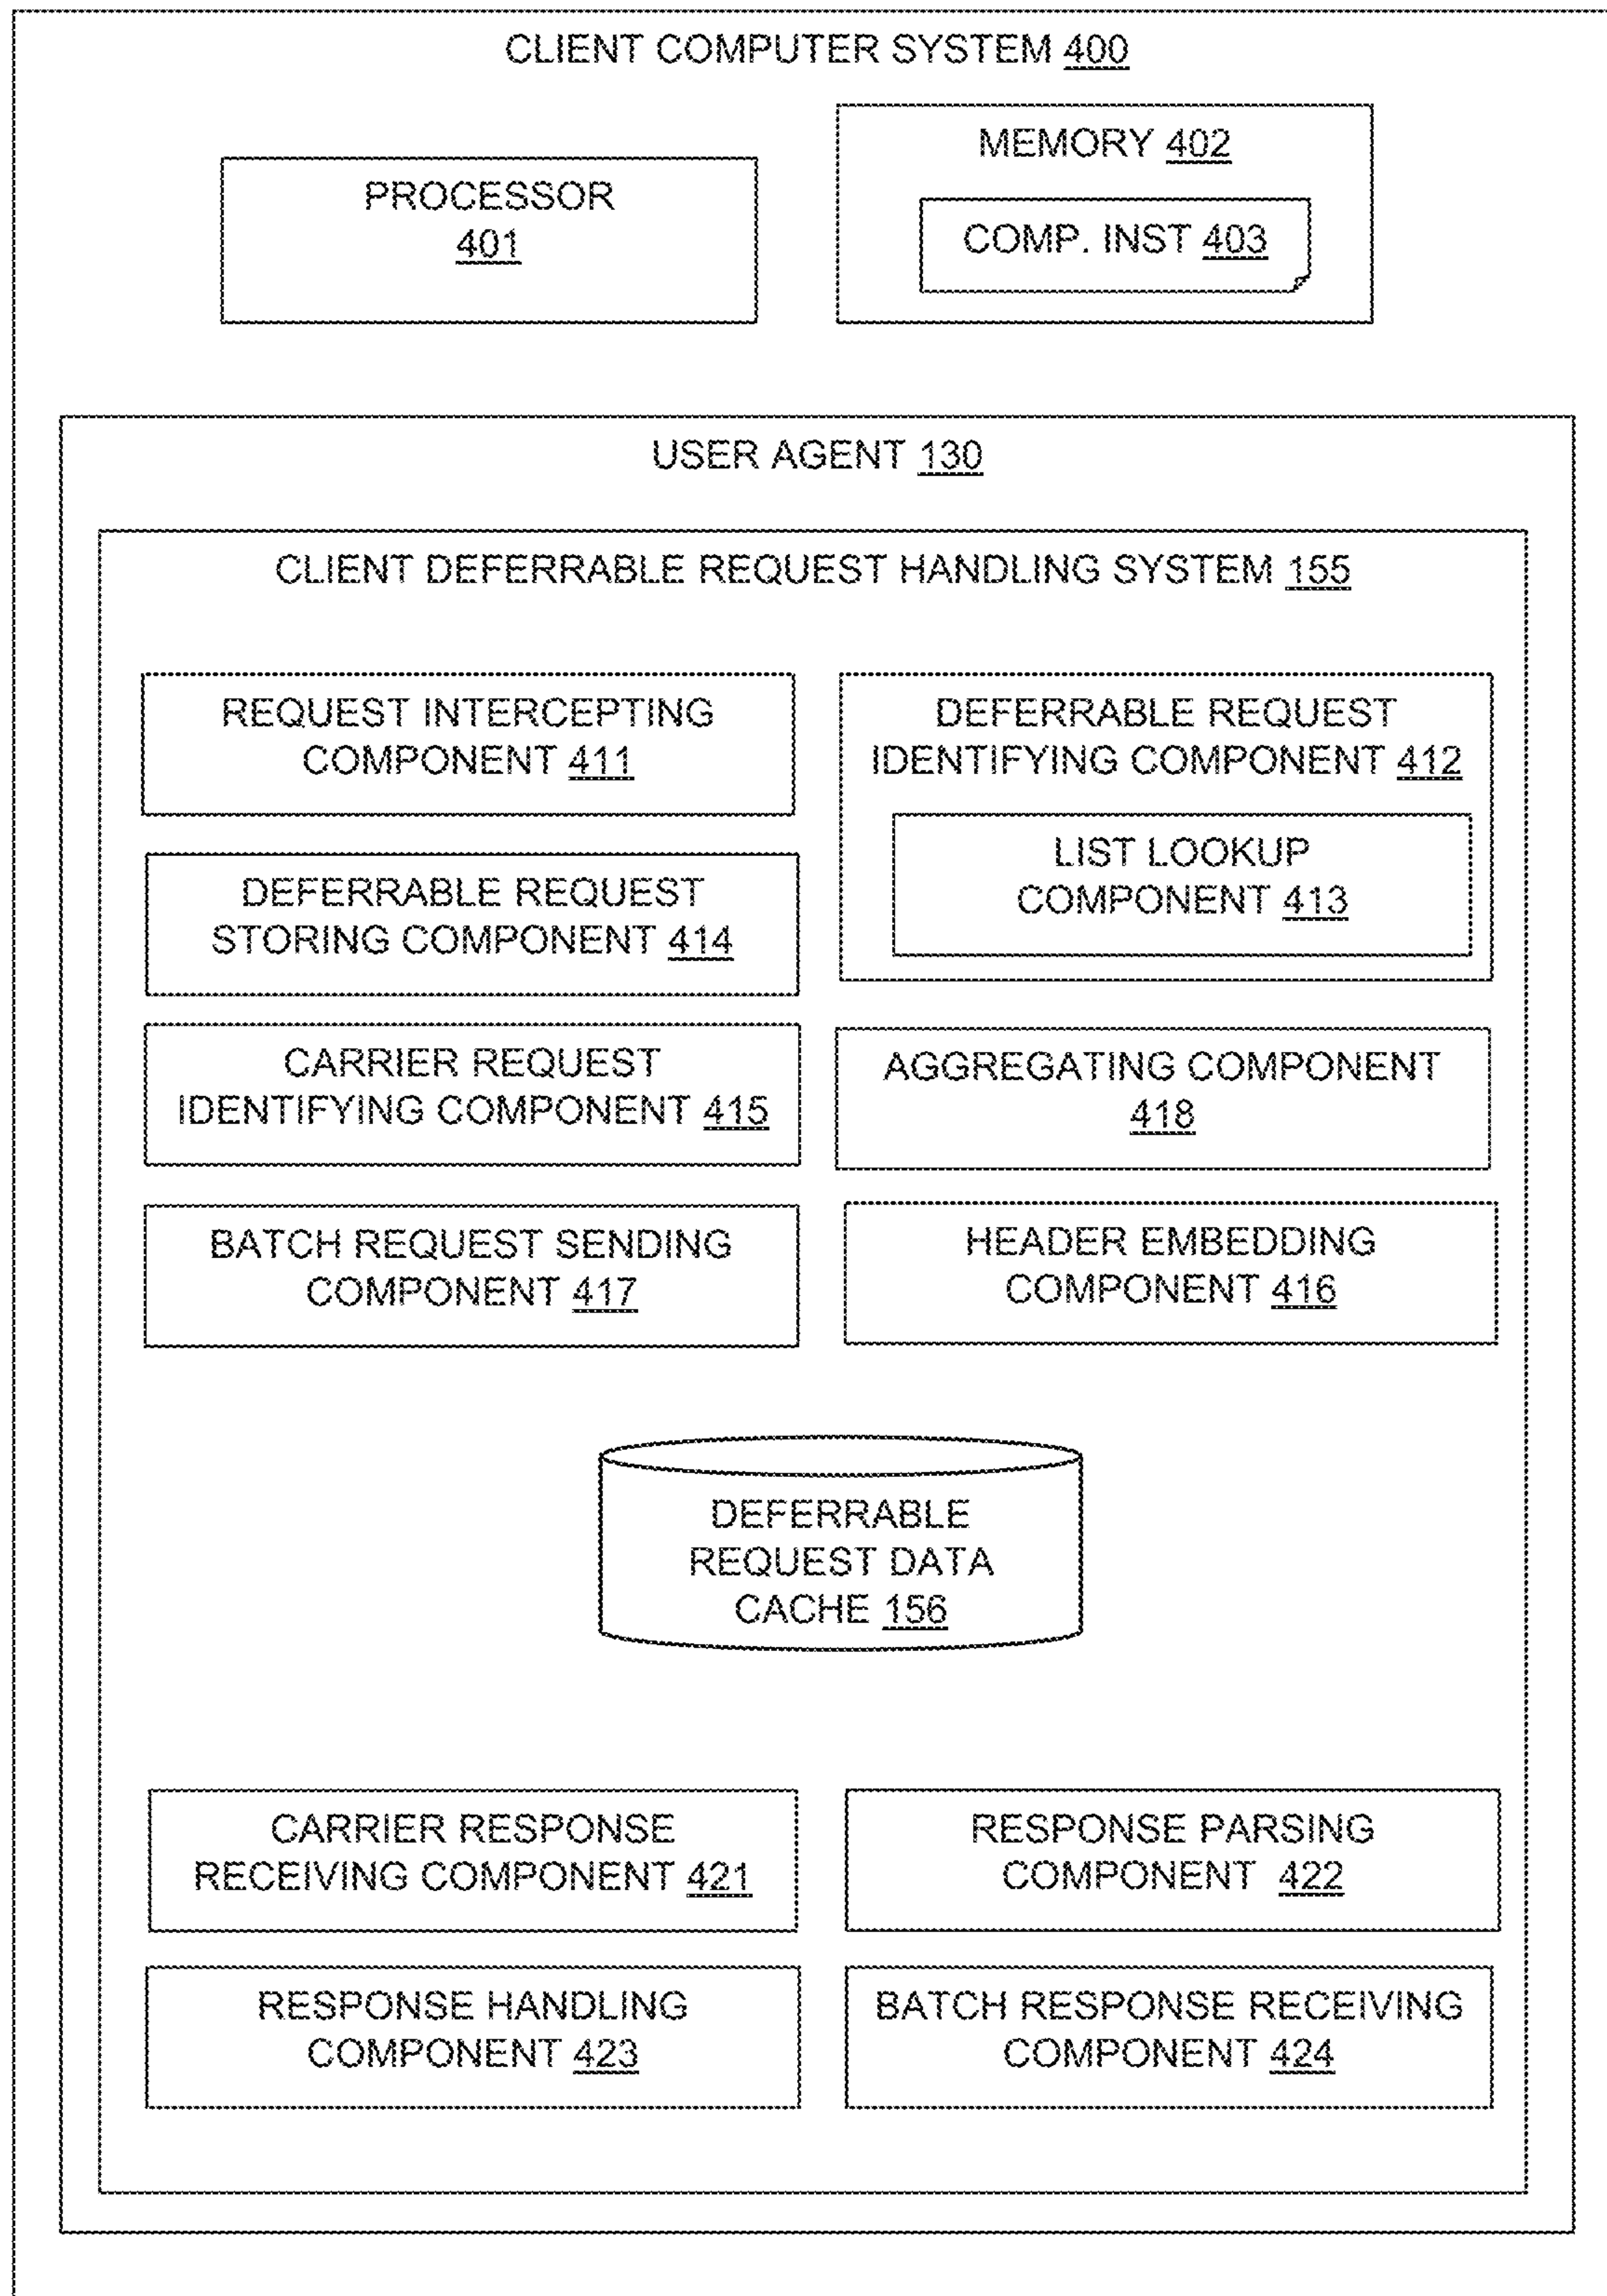 CLIENT COMPUTER SYSTEM 400
PROCESSOR
401
MEMORY 402
COMP. INST 403
USER AGENT 130
CLIENT DEFERRABLE REQUEST HANDLING SYSTEM 155
REQUEST INTERCEPTING
COMPONENT 411
DEFERRABLE REQUEST
IDENTIFYING COMPONENT 412
LIST LOOKUP
COMPONENT 413
DEFERRABLE REQUEST
STORING COMPONENT 414
CARRIER REQUEST
IDENTIFYING COMPONENT 415
AGGREGATING COMPONENT
418
BATCH REQUEST SENDING
COMPONENT 417
HEADER EMBEDDING
COMPONENT 416
DEFERRABLE
REQUEST DATA
CACHE 156
CARRIER RESPONSE
RECEIVING COMPONENT 421
RESPONSE PARSING
COMPONENT 422
RESPONSE HANDLING
COMPONENT 423
BATCH RESPONSE RECEIVING
COMPONENT 424